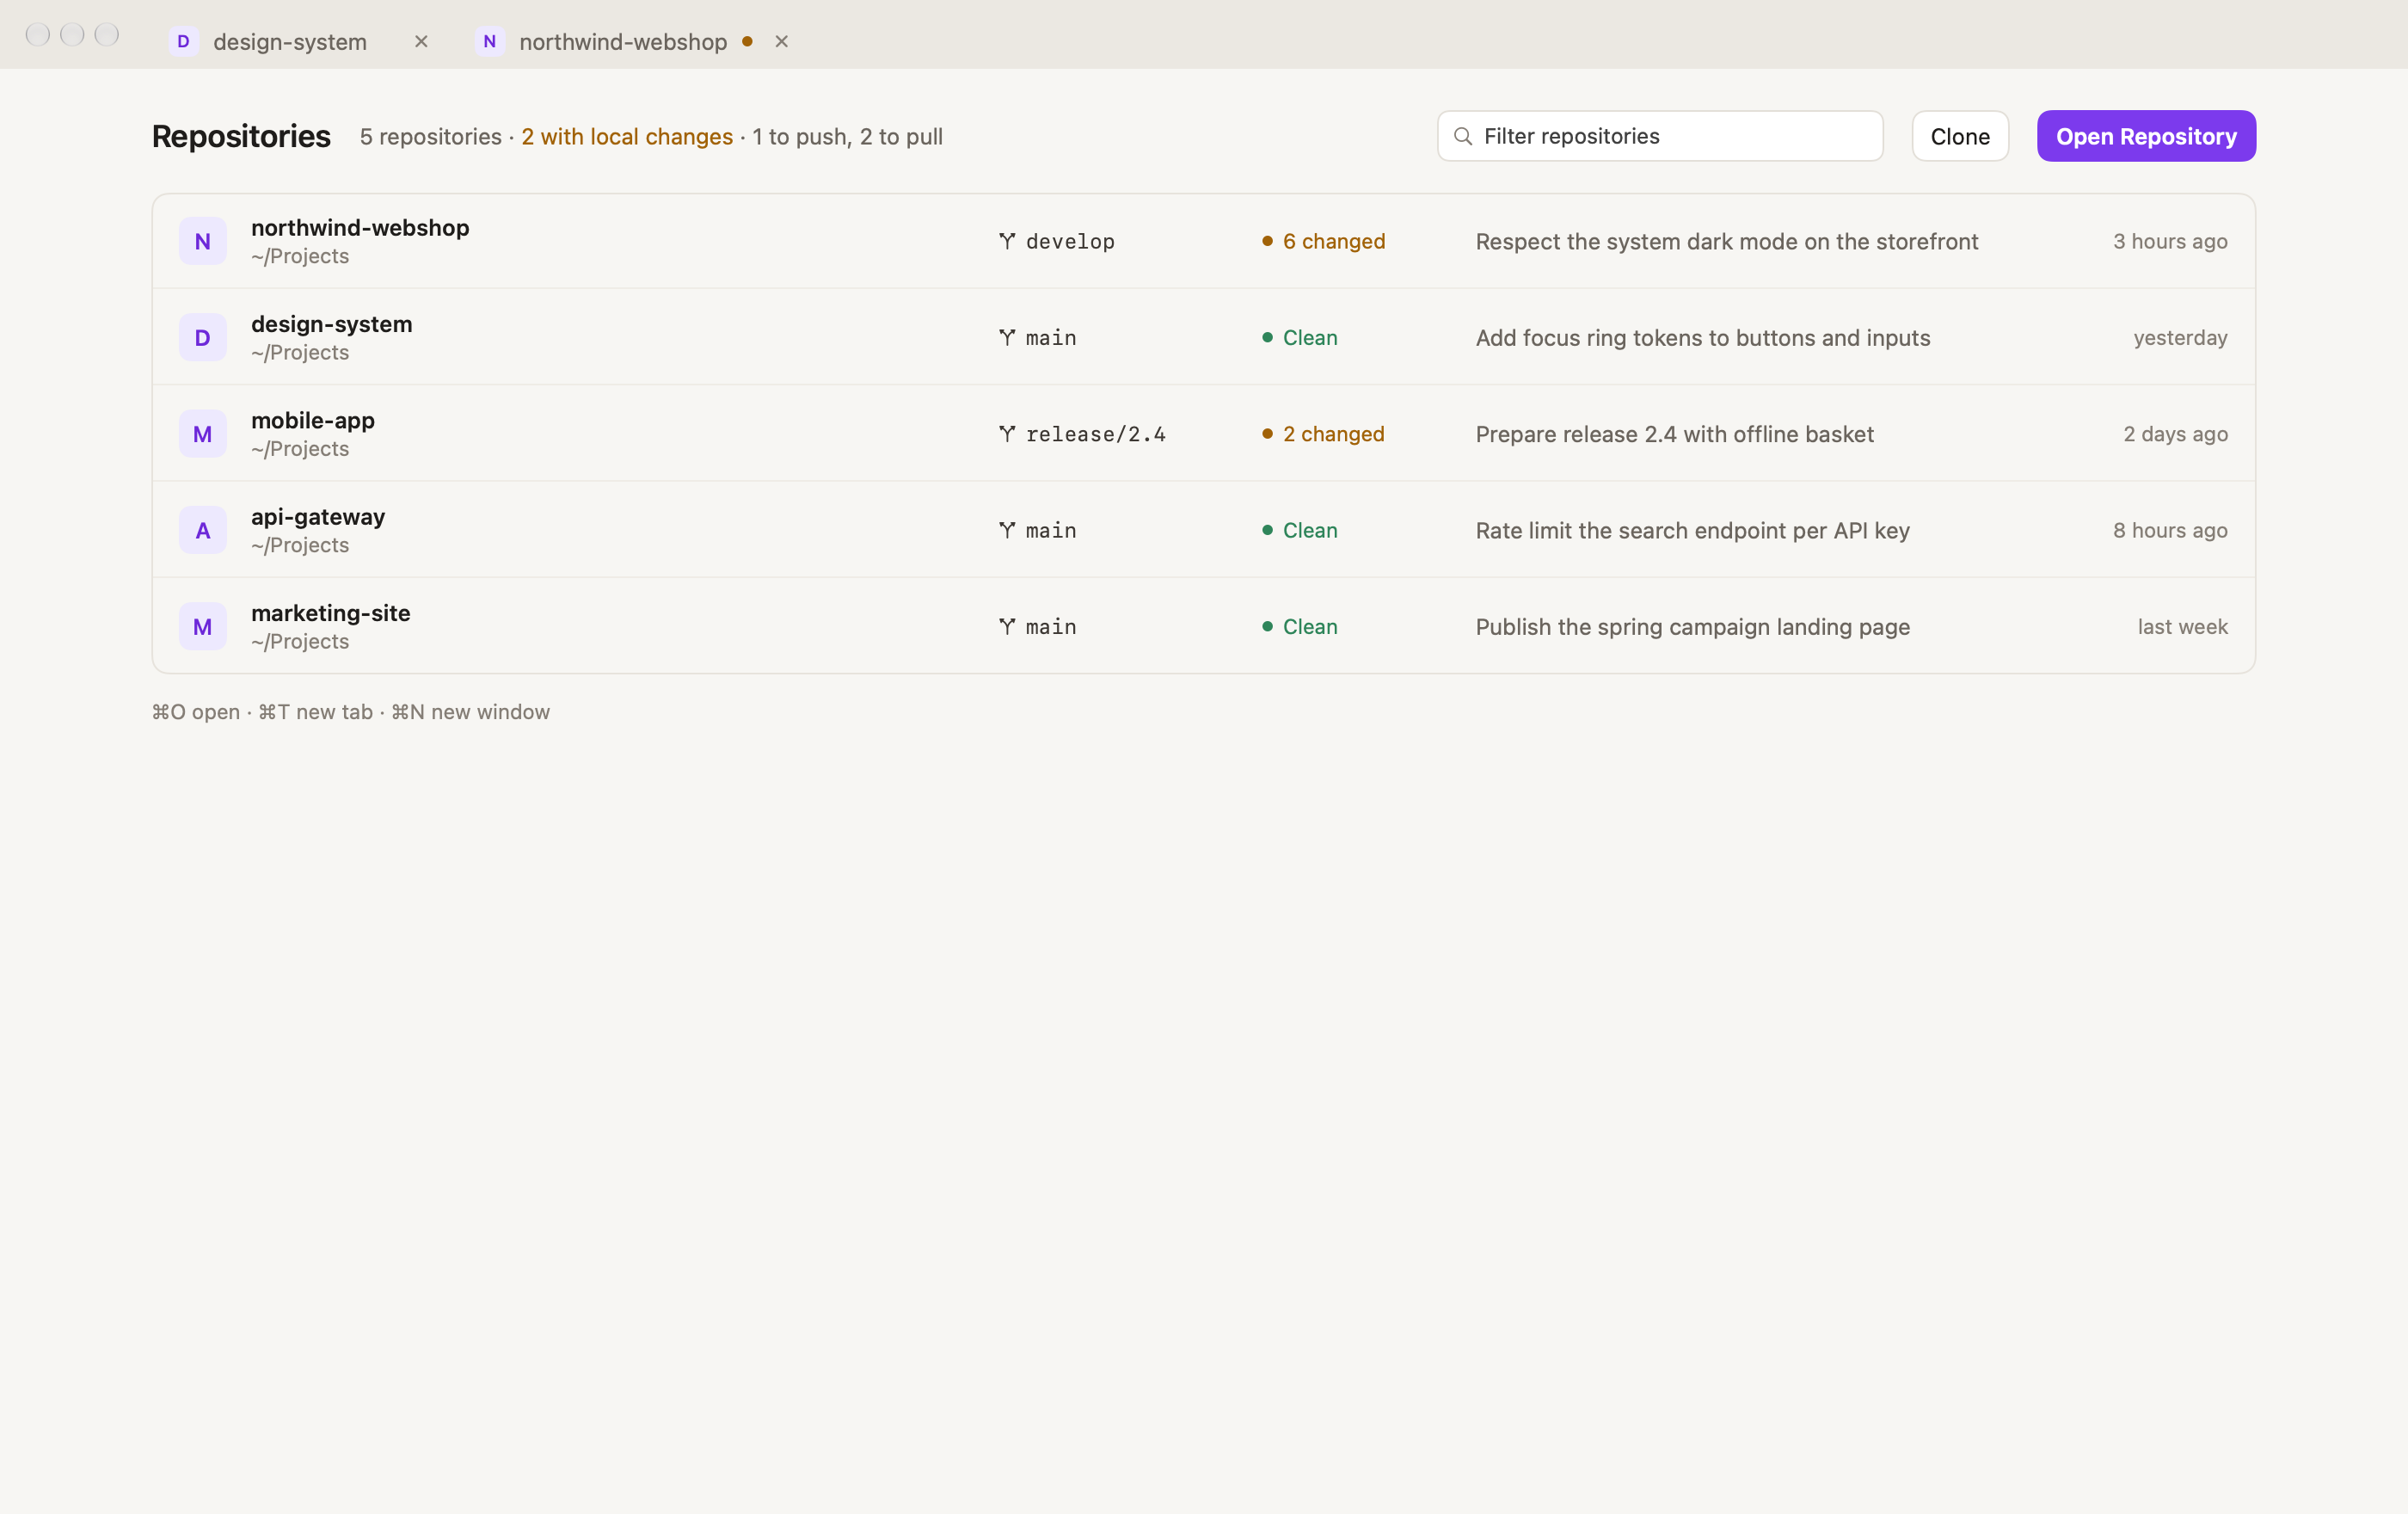 D design-system ✕ N northwind-webshop ● ✕
Repositories 5 repositories · 2 with local changes · 1 to push, 2 to pull Filter repositories Clone Open Repository
N northwind-webshop develop 6 changed Respect the system dark mode on the storefront 3 hours ago
~/Projects
D design-system main Clean Add focus ring tokens to buttons and inputs yesterday
~/Projects
M mobile-app release/2.4 2 changed Prepare release 2.4 with offline basket 2 days ago
~/Projects
A api-gateway main Clean Rate limit the search endpoint per API key 8 hours ago
~/Projects
M marketing-site main Clean Publish the spring campaign landing page last week
~/Projects
⌘O open · ⌘T new tab · ⌘N new window